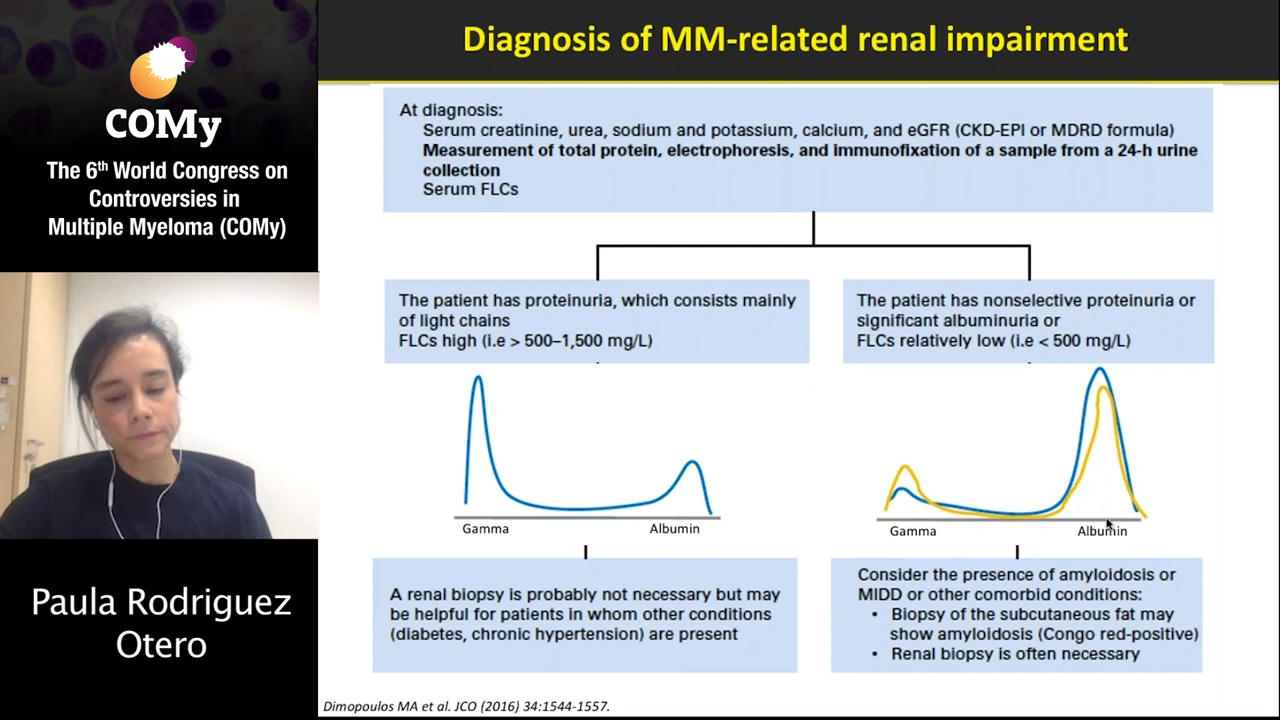 COMy
The 6th World Congress on
Controversies in
Multiple Myeloma (COMy)
Paula Rodriguez
Otero
Diagnosis of MM-related renal impairment
At diagnosis:
Serum creatinine, urea, sodium and potassium, calcium, and eGFR (CKD-EPI or MDRD formula)
Measurement of total protein, electrophoresis, and immunofixation of a sample from a 24-h urine
collection
Serum FLCs
The patient has proteinuria, which consists mainly
of light chains
FLCs high (i.e > 500–1,500 mg/L)
Gamma
Albumin
A renal biopsy is probably not necessary but may
be helpful for patients in whom other conditions
(diabetes, chronic hypertension) are present
The patient has nonselective proteinuria or
significant albuminuria or
FLCs relatively low (i.e < 500 mg/L)
Gamma
Albumin
Consider the presence of amyloidosis or
MIDD or other comorbid conditions:
• Biopsy of the subcutaneous fat may
show amyloidosis (Congo red-positive)
• Renal biopsy is often necessary
Dimopoulos MA et al. JCO (2016) 34:1544-1557.